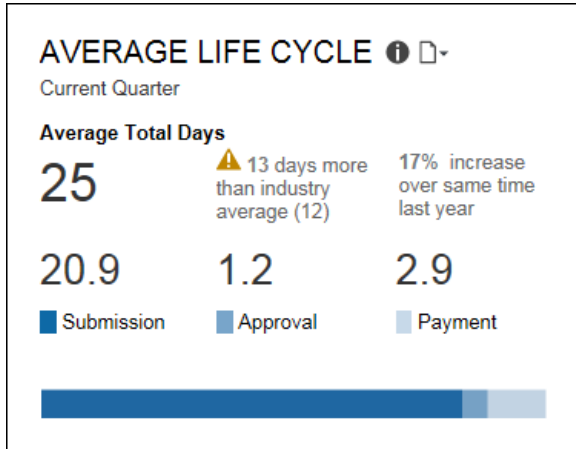 AVERAGE LIFE CYCLE
Current Quarter
Average Total Days
25
13 days more
than industry
average (12)
17% increase
over same time
last year
20.9
1.2
2.9
Submission
Approval
Payment